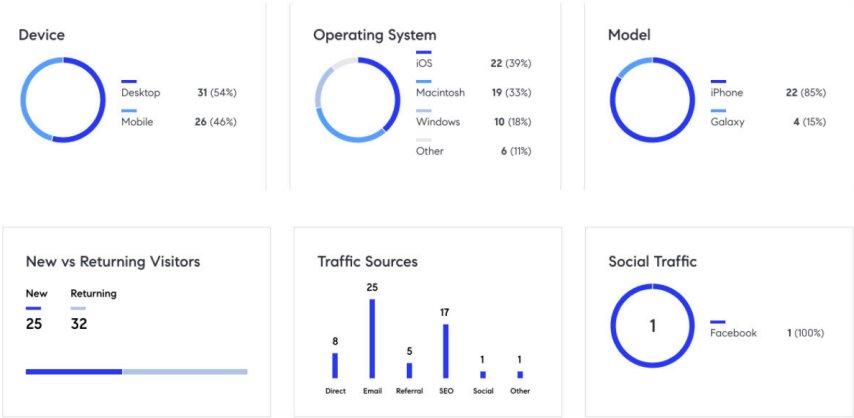 Device
Desktop 31 (54%)
Mobile 26 (46%)
Operating System
iOS 22 (39%)
Macintosh 19 (33%)
Windows 10 (18%)
Other 6 (11%)
Model
iPhone 22 (85%)
Galaxy 4 (15%)
New vs Returning Visitors
New Returning
25 32
Traffic Sources
8 25 5 17 1 1
Direct Email Referral SEO Social Other
Social Traffic
1
Facebook 1 (100%)